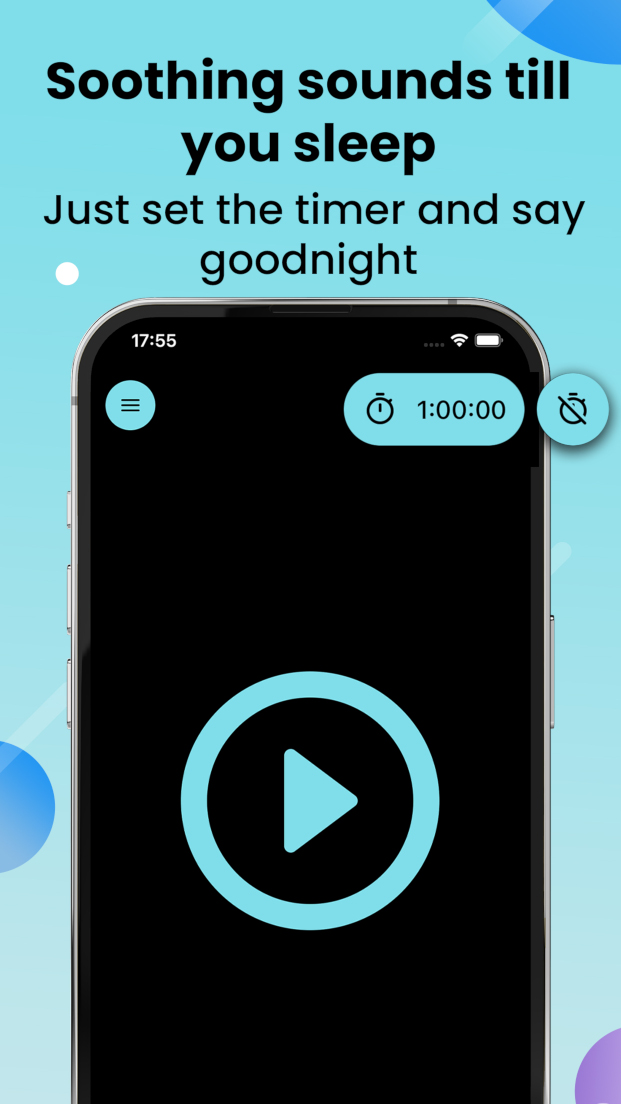 Soothing sounds till
you sleep
Just set the timer and say
goodnight
17:55
1:00:00